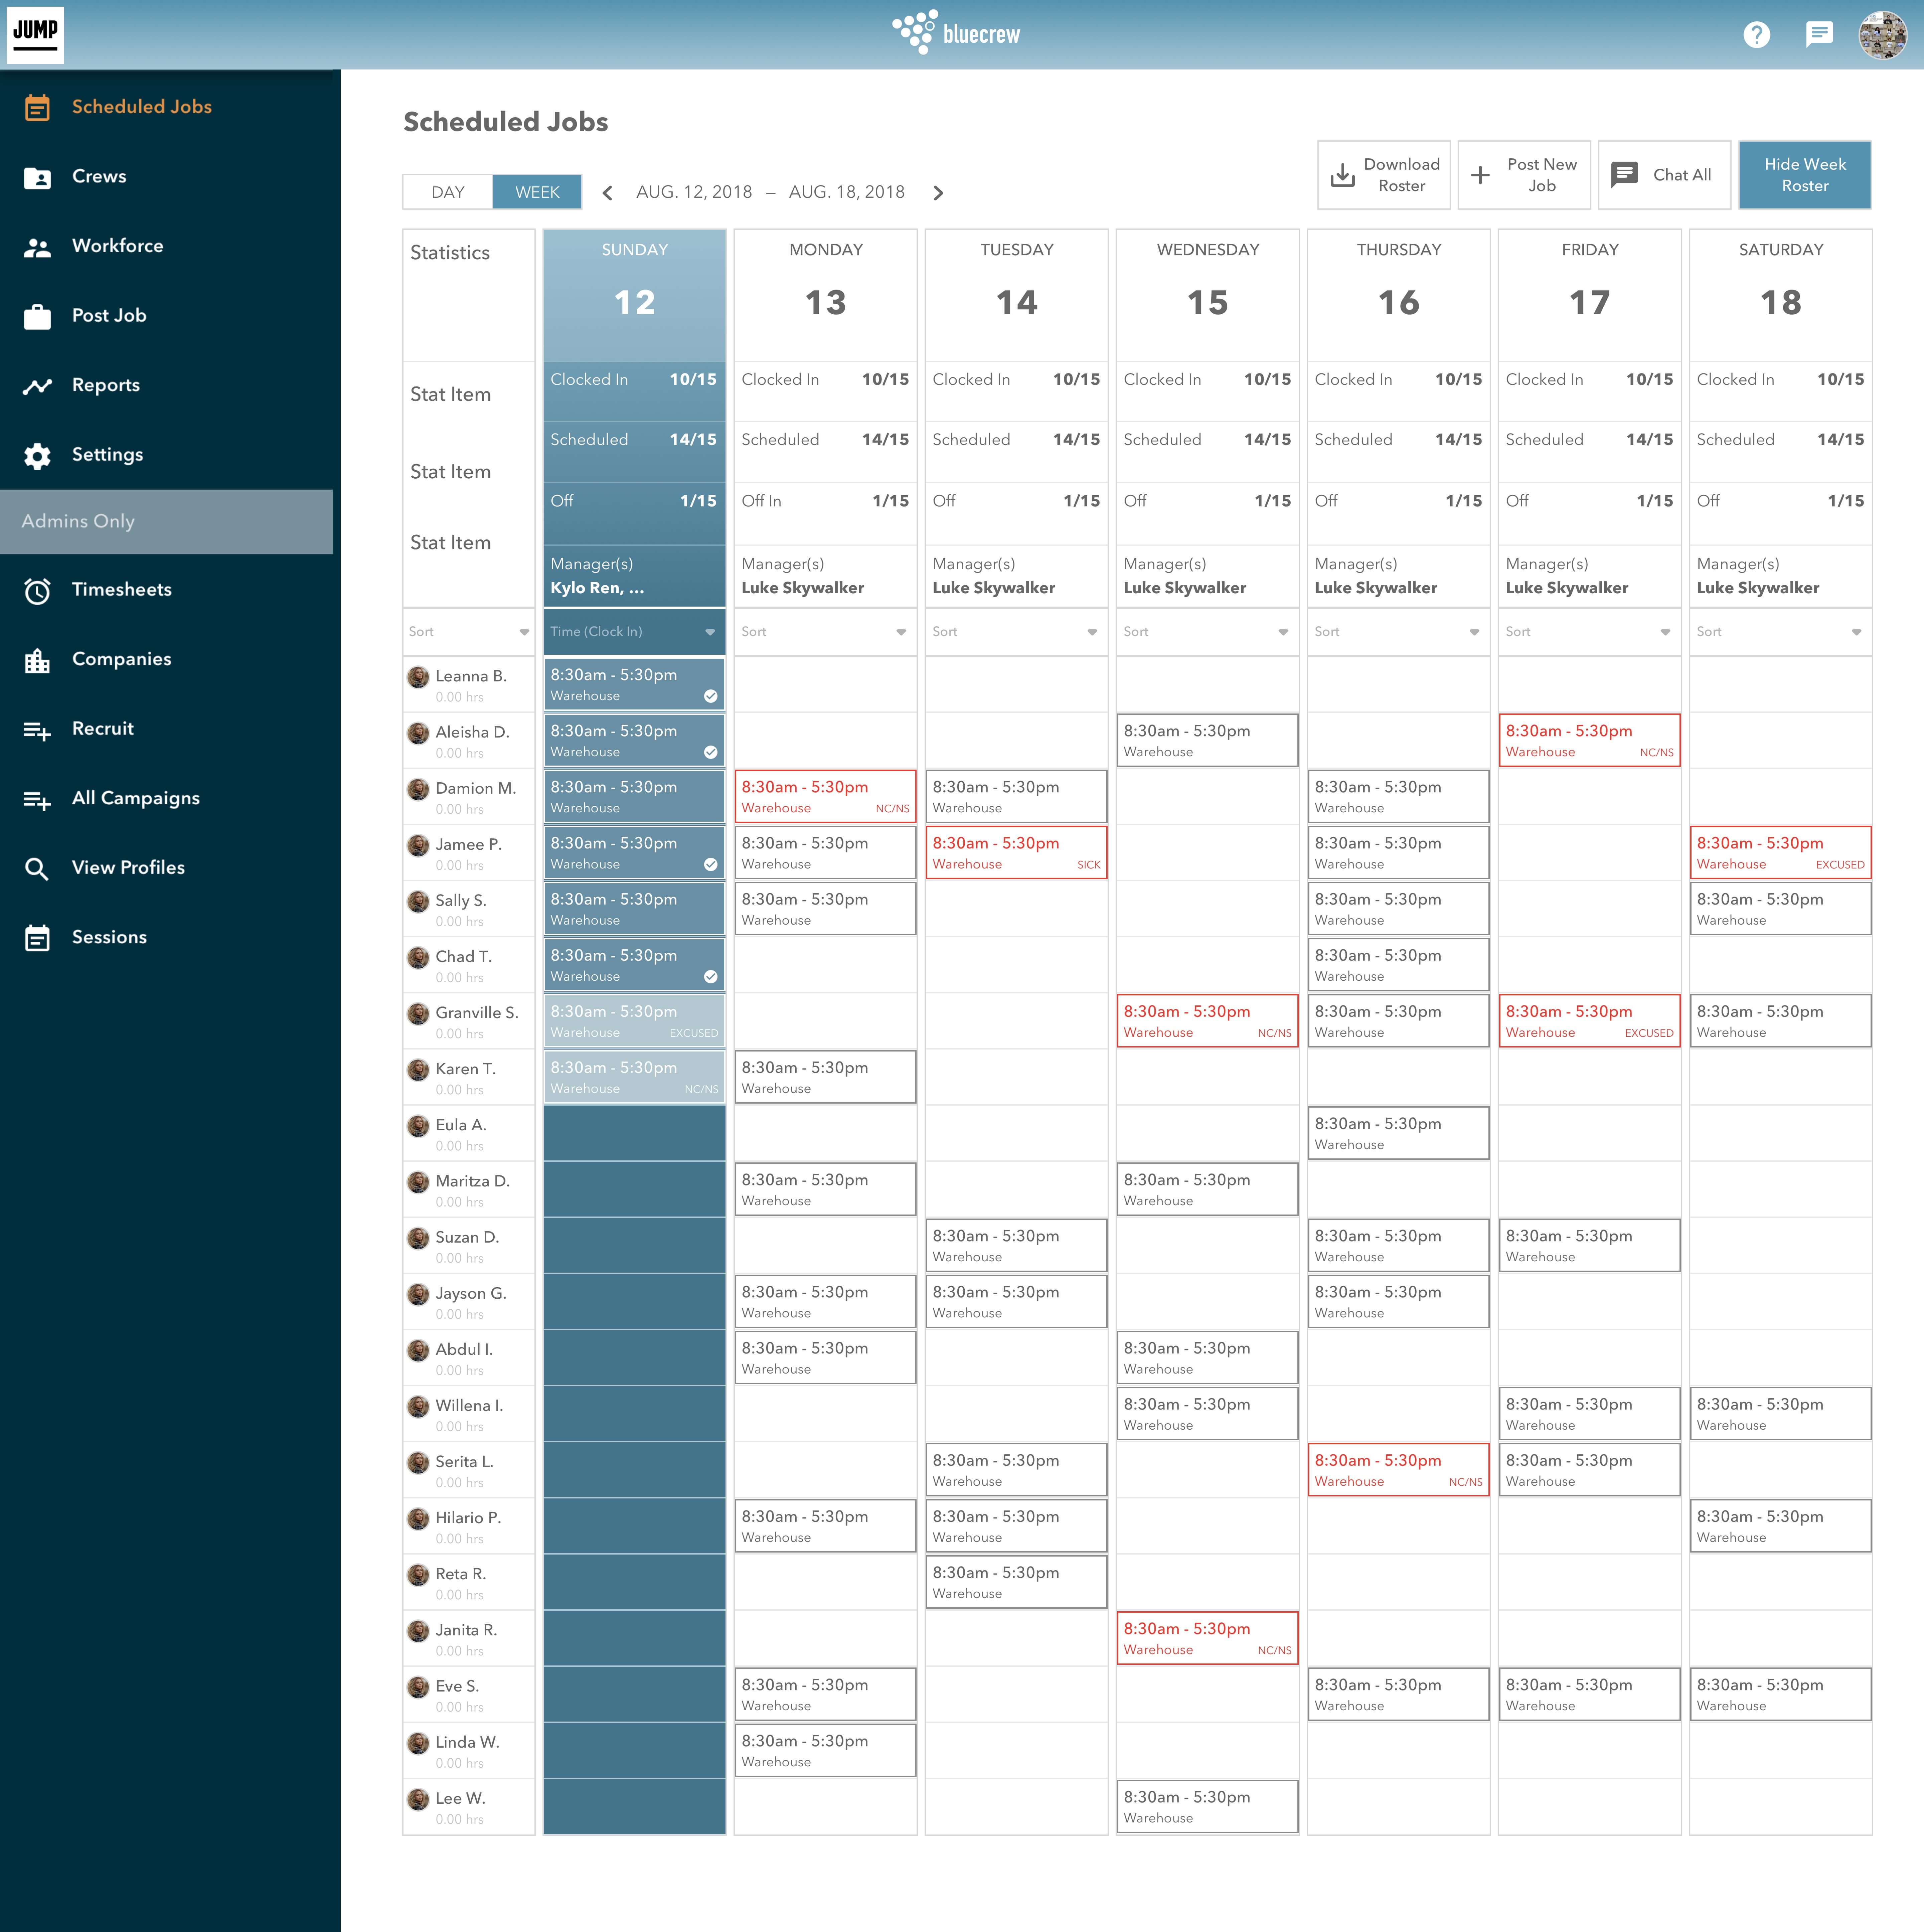 JUMP
bluecrew
?
Scheduled Jobs
Crews
Workforce
Post Job
Reports
Settings
Admins Only
Timesheets
Companies
Recruit
All Campaigns
View Profiles
Sessions
Scheduled Jobs
Download Roster
Post New Job
Chat All
Hide Week Roster
DAY WEEK AUG. 12, 2018 – AUG. 18, 2018
Statistics SUNDAY MONDAY TUESDAY WEDNESDAY THURSDAY FRIDAY SATURDAY
12 13 14 15 16 17 18
Clocked In 10/15 Clocked In 10/15 Clocked In 10/15 Clocked In 10/15 Clocked In 10/15 Clocked In 10/15 Clocked In 10/15
Stat Item
Scheduled 14/15 Scheduled 14/15 Scheduled 14/15 Scheduled 14/15 Scheduled 14/15 Scheduled 14/15 Scheduled 14/15
Stat Item
Off 1/15 Off In 1/15 Off 1/15 Off 1/15 Off 1/15 Off 1/15 Off 1/15
Stat Item
Manager(s) Manager(s) Manager(s) Manager(s) Manager(s) Manager(s) Manager(s)
Kylo Ren, ... Luke Skywalker Luke Skywalker Luke Skywalker Luke Skywalker Luke Skywalker Luke Skywalker
Sort Time (Clock In) Sort Sort Sort Sort Sort Sort
Leanna B. 8:30am - 5:30pm
0.00 hrs Warehouse
Aleisha D. 8:30am - 5:30pm 8:30am - 5:30pm 8:30am - 5:30pm
0.00 hrs Warehouse Warehouse Warehouse NC/NS
Damion M. 8:30am - 5:30pm 8:30am - 5:30pm 8:30am - 5:30pm 8:30am - 5:30pm
0.00 hrs Warehouse Warehouse NC/NS Warehouse Warehouse
Jamee P. 8:30am - 5:30pm 8:30am - 5:30pm 8:30am - 5:30pm 8:30am - 5:30pm 8:30am - 5:30pm
0.00 hrs Warehouse Warehouse Warehouse SICK Warehouse Warehouse EXCUSED
Sally S. 8:30am - 5:30pm 8:30am - 5:30pm 8:30am - 5:30pm 8:30am - 5:30pm
0.00 hrs Warehouse Warehouse Warehouse Warehouse
Chad T. 8:30am - 5:30pm 8:30am - 5:30pm
0.00 hrs Warehouse Warehouse
Granville S. 8:30am - 5:30pm 8:30am - 5:30pm 8:30am - 5:30pm 8:30am - 5:30pm 8:30am - 5:30pm
0.00 hrs Warehouse EXCUSED Warehouse NC/NS Warehouse Warehouse EXCUSED Warehouse
Karen T. 8:30am - 5:30pm 8:30am - 5:30pm
0.00 hrs Warehouse NC/NS Warehouse
Eula A. 8:30am - 5:30pm
0.00 hrs Warehouse
Maritza D. 8:30am - 5:30pm 8:30am - 5:30pm
0.00 hrs Warehouse Warehouse
Suzan D. 8:30am - 5:30pm 8:30am - 5:30pm 8:30am - 5:30pm
0.00 hrs Warehouse Warehouse Warehouse
Jayson G. 8:30am - 5:30pm 8:30am - 5:30pm 8:30am - 5:30pm
0.00 hrs Warehouse Warehouse Warehouse
Abdul I. 8:30am - 5:30pm 8:30am - 5:30pm
0.00 hrs Warehouse Warehouse
Willena I. 8:30am - 5:30pm 8:30am - 5:30pm 8:30am - 5:30pm
0.00 hrs Warehouse Warehouse Warehouse
Serita L. 8:30am - 5:30pm 8:30am - 5:30pm 8:30am - 5:30pm
0.00 hrs Warehouse Warehouse NC/NS Warehouse
Hilario P. 8:30am - 5:30pm 8:30am - 5:30pm 8:30am - 5:30pm
0.00 hrs Warehouse Warehouse Warehouse
Reta R. 8:30am - 5:30pm
0.00 hrs Warehouse
Janita R. 8:30am - 5:30pm
0.00 hrs Warehouse NC/NS
Eve S. 8:30am - 5:30pm 8:30am - 5:30pm 8:30am - 5:30pm 8:30am - 5:30pm
0.00 hrs Warehouse Warehouse Warehouse Warehouse
Linda W. 8:30am - 5:30pm
0.00 hrs Warehouse
Lee W. 8:30am - 5:30pm
0.00 hrs Warehouse